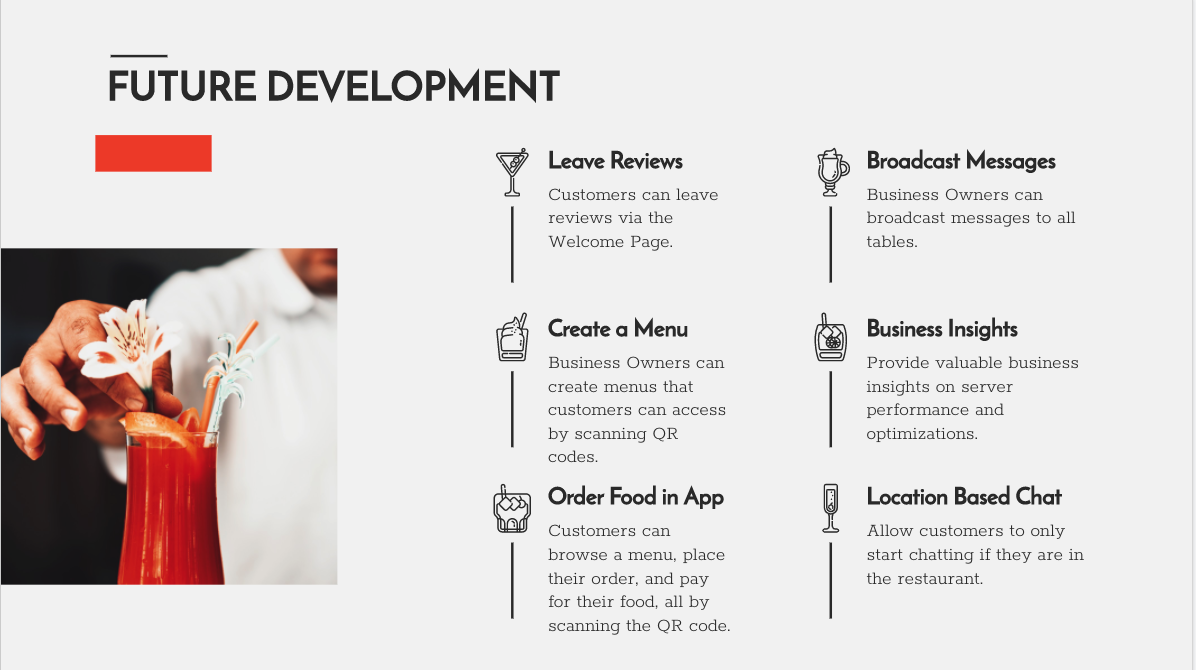 FUTURE DEVELOPMENT
Leave Reviews
Customers can leave
reviews via the
Welcome Page.
Broadcast Messages
Business Owners can
broadcast messages to all
tables.
Create a Menu
Business Owners can
create menus that
customers can access
by scanning QR
codes.
Business Insights
Provide valuable business
insights on server
performance and
optimizations.
Order Food in App
Customers can
browse a menu, place
their order, and pay
for their food, all by
scanning the QR code.
Location Based Chat
Allow customers to only
start chatting if they are in
the restaurant.